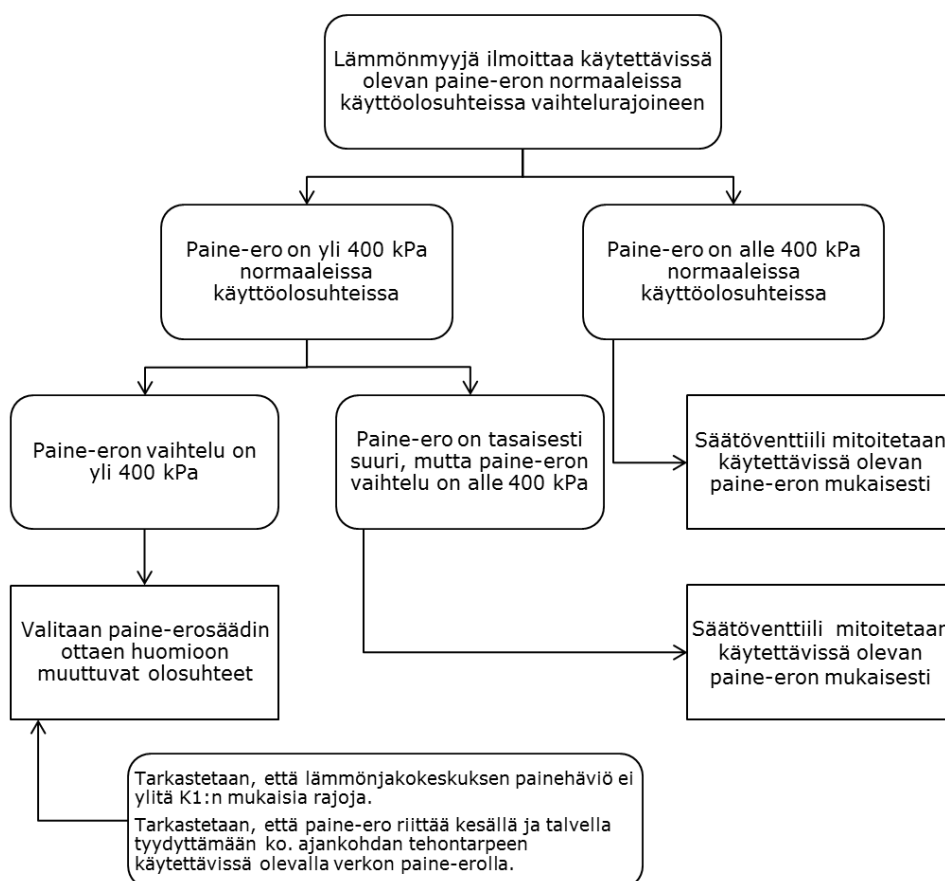 Lämmönmyyjä ilmoittaa käytettävissä
olevan paine-eron normaaleissa
käyttöolosuhteissa vaihtelurajoineen
Paine-ero on yli 400 kPa
normaaleissa
käyttöolosuhteissa
Paine-ero on alle 400 kPa
normaaleissa
käyttöolosuhteissa
Paine-eron vaihtelu on
yli 400 kPa
Paine-ero on tasaisesti
suuri, mutta paine-eron
vaihtelu on alle 400 kPa
Säätöventtiili mitoitetaan
käytettävissä olevan
paine-eron mukaisesti
Valitaan paine-erosäädin
ottaen huomioon
muuttuvat olosuhteet
Säätöventtiili mitoitetaan
käytettävissä olevan
paine-eron mukaisesti
Tarkastetaan, että lämmönjakokeskuksen painehäviö ei
ylitä K1:n mukaisia rajoja.
Tarkastetaan, että paine-ero riittää kesällä ja talvella
tyydyttämään ko. ajankohdan tehontarpeen
käytettävissä olevalla verkon paine-erolla.